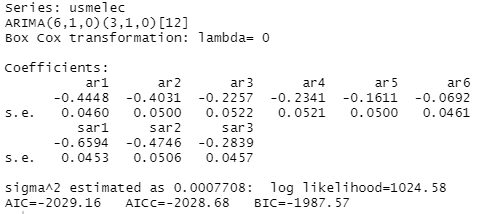 Series: usmelec
ARIMA(6,1,0)(3,1,0)[12]
Box Cox transformation: lambda= 0
Coefficients:
ar1 ar2 ar3 ar4 ar5 ar6
-0.4448 -0.4031 -0.2257 -0.2341 -0.1611 -0.0692
s.e. 0.0460 0.0500 0.0522 0.0521 0.0500 0.0461
sar1 sar2 sar3
-0.6594 -0.4746 -0.2839
s.e. 0.0453 0.0506 0.0457
sigma^2 estimated as 0.0007708: log likelihood=1024.58
AIC=-2029.16 AICc=-2028.68 BIC=-1987.57